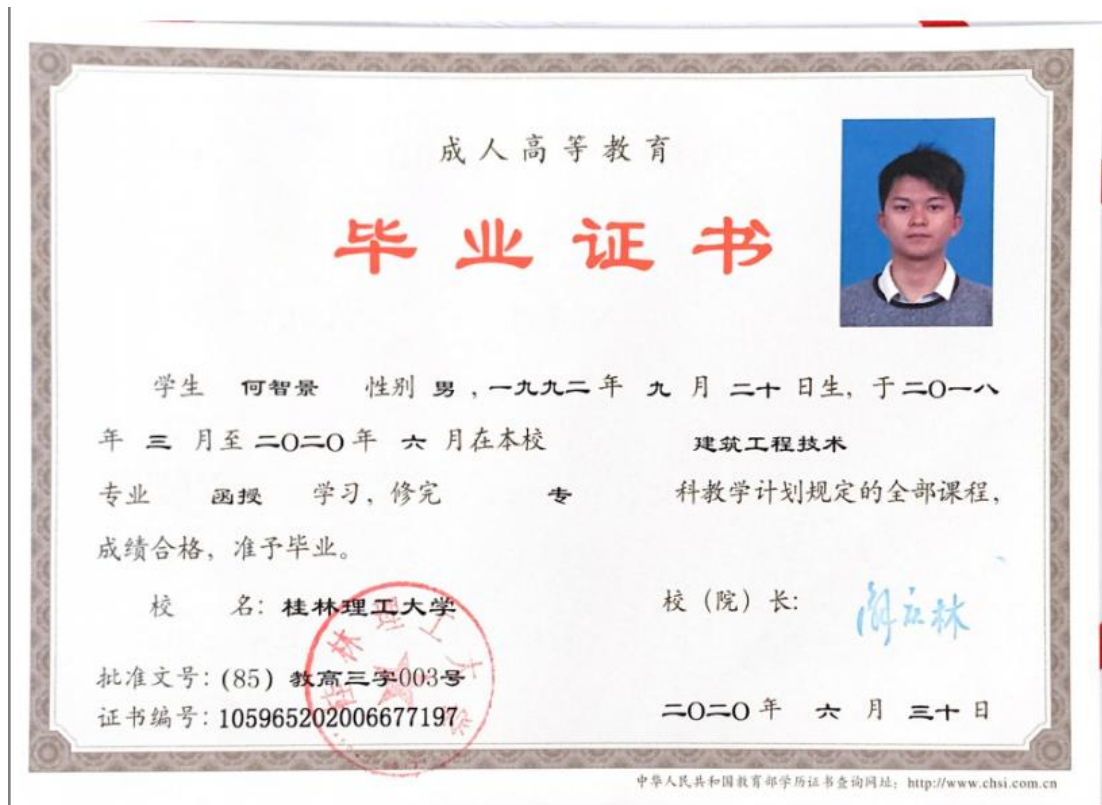 成人高等教育
毕业证书
学生 何智景 性别 男，一九九二年 九 月 二十 日生，于二〇一八
年 三 月至 二〇二〇 年 六 月在本校 建筑工程技术
专业 函授 学习，修完 专 科教学计划规定的全部课程，
成绩合格，准予毕业。
校 名：桂林理工大学 校（院）长：
桂林理工大学
批准文号：(85) 教高三字003号
证书编号：105965202006677197 二〇二〇 年 六 月 三十 日
中华人民共和国教育部学历证书查询网址：http://www.chsi.com.cn